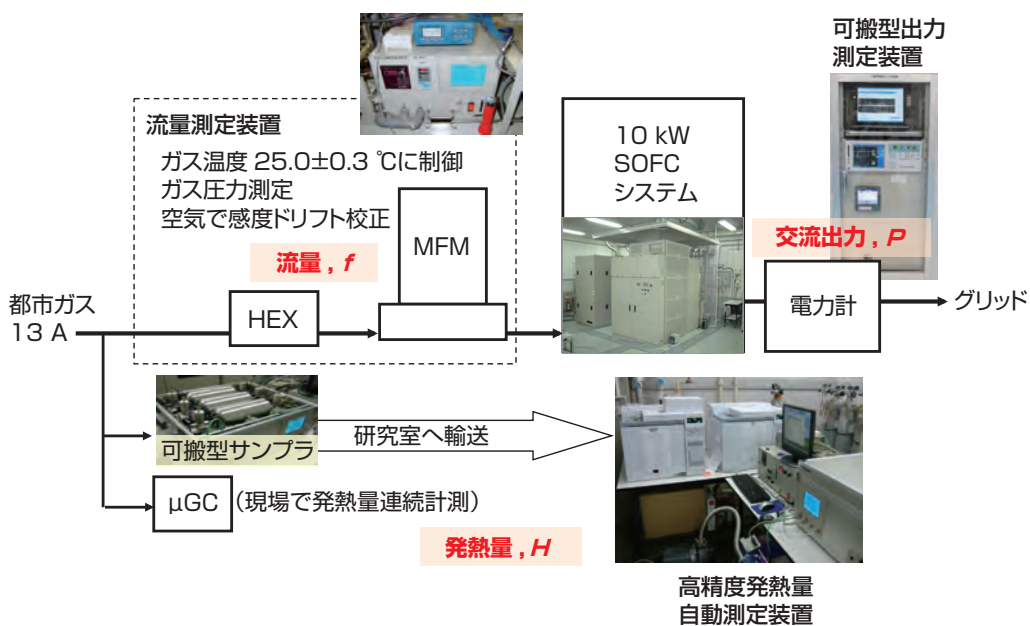 可搬型出力
測定装置
流量測定装置
ガス温度 25.0±0.3 ℃に制御
ガス圧力測定
空気で感度ドリフト校正
流量 , f
MFM
HEX
都市ガス
13 A
10 kW
SOFC
システム
交流出力 , P
電力計
グリッド
可搬型サンプラ
研究室へ輸送
μGC
(現場で発熱量連続計測)
発熱量 , H
高精度発熱量
自動測定装置